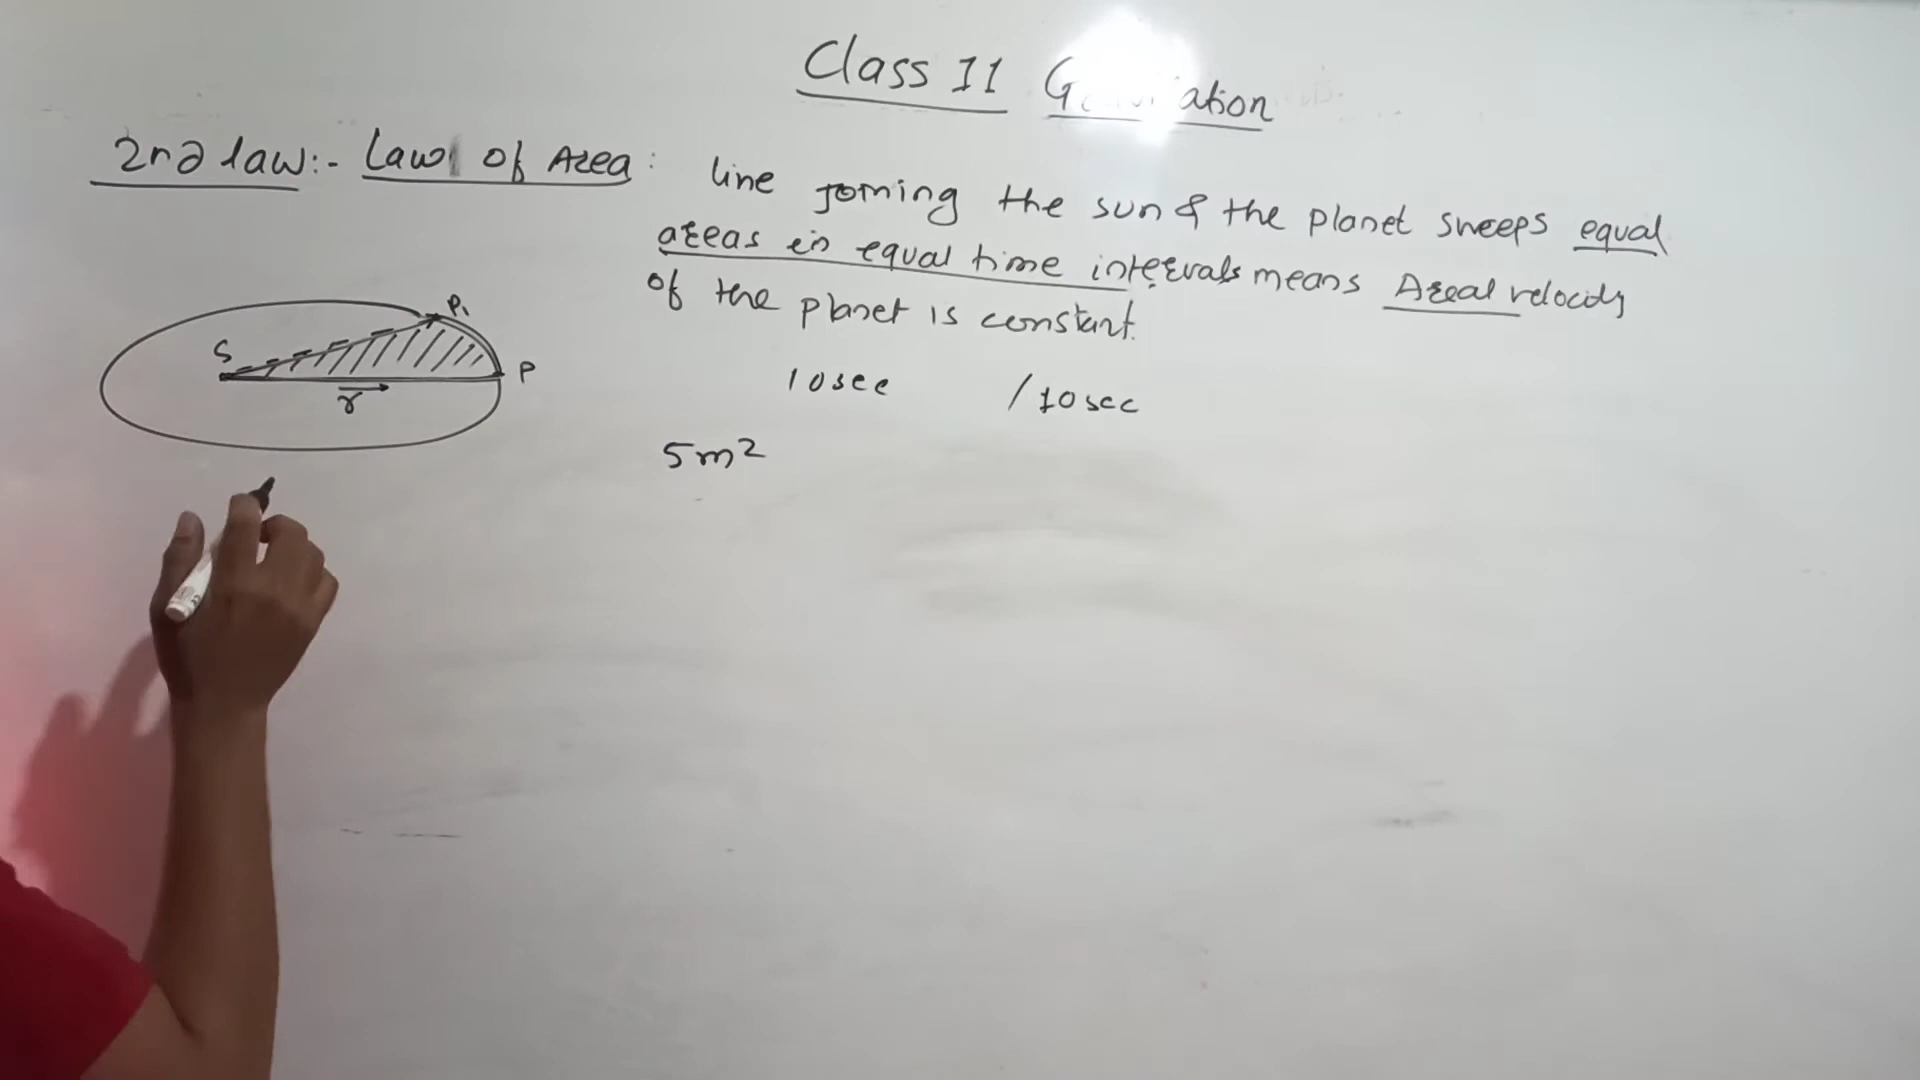 Class 11 Gravitation
2nd law:- Law of Area: line joining the sun & the planet sweeps equal
areas in equal time intervals means Areal velocity
of the planet is constant.
P₁
S
P
r
10sec /10sec
5m²